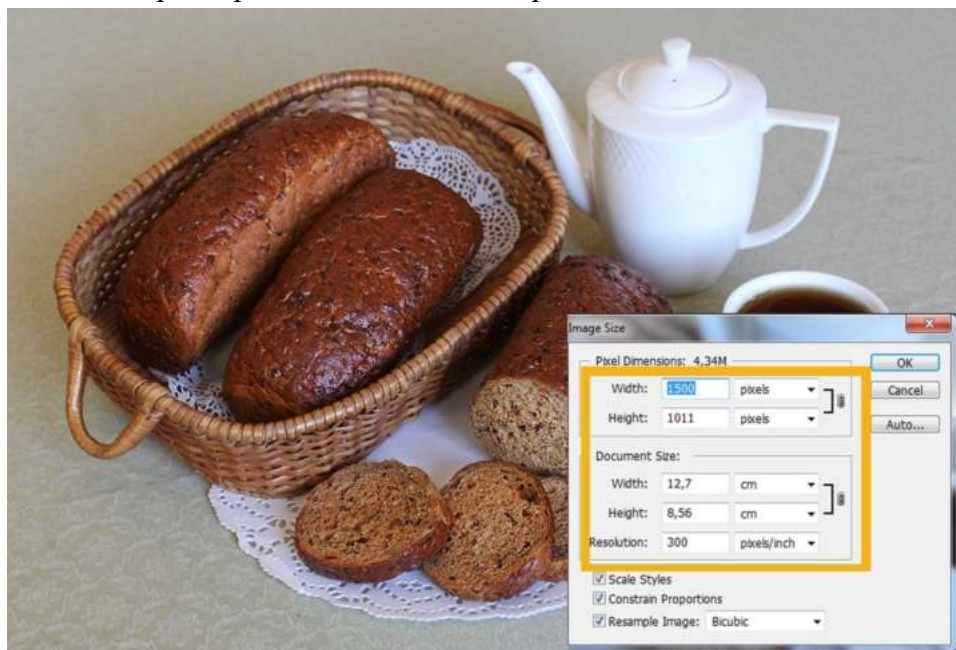 Image Size
Pixel Dimensions: 4,34M
OK
Width: 1500 pixels
Cancel
Height: 1011 pixels
Auto...
Document Size:
Width: 12,7 cm
Height: 8,56 cm
Resolution: 300 pixels/inch
Scale Styles
Constrain Proportions
Resample Image: Bicubic